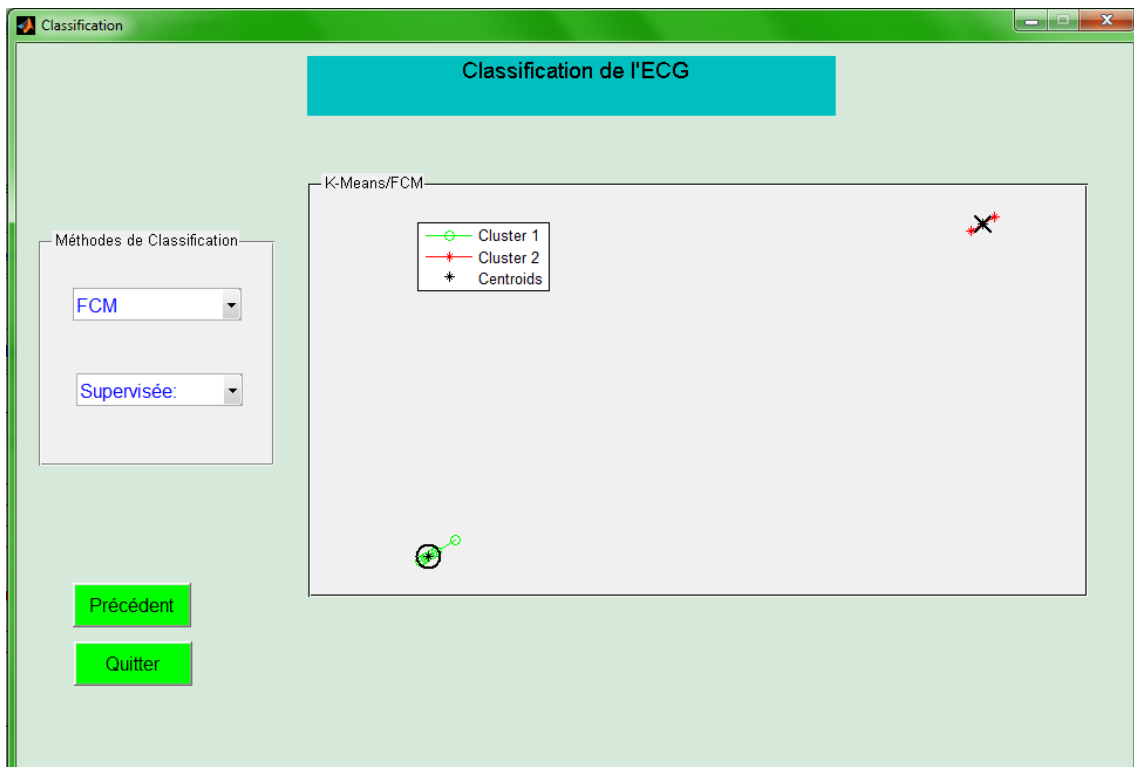 Classification
Classification de l'ECG
K-Means/FCM
Cluster 1
Cluster 2
Centroids
Méthodes de Classification
FCM
Supervisée:
Précédent
Quitter